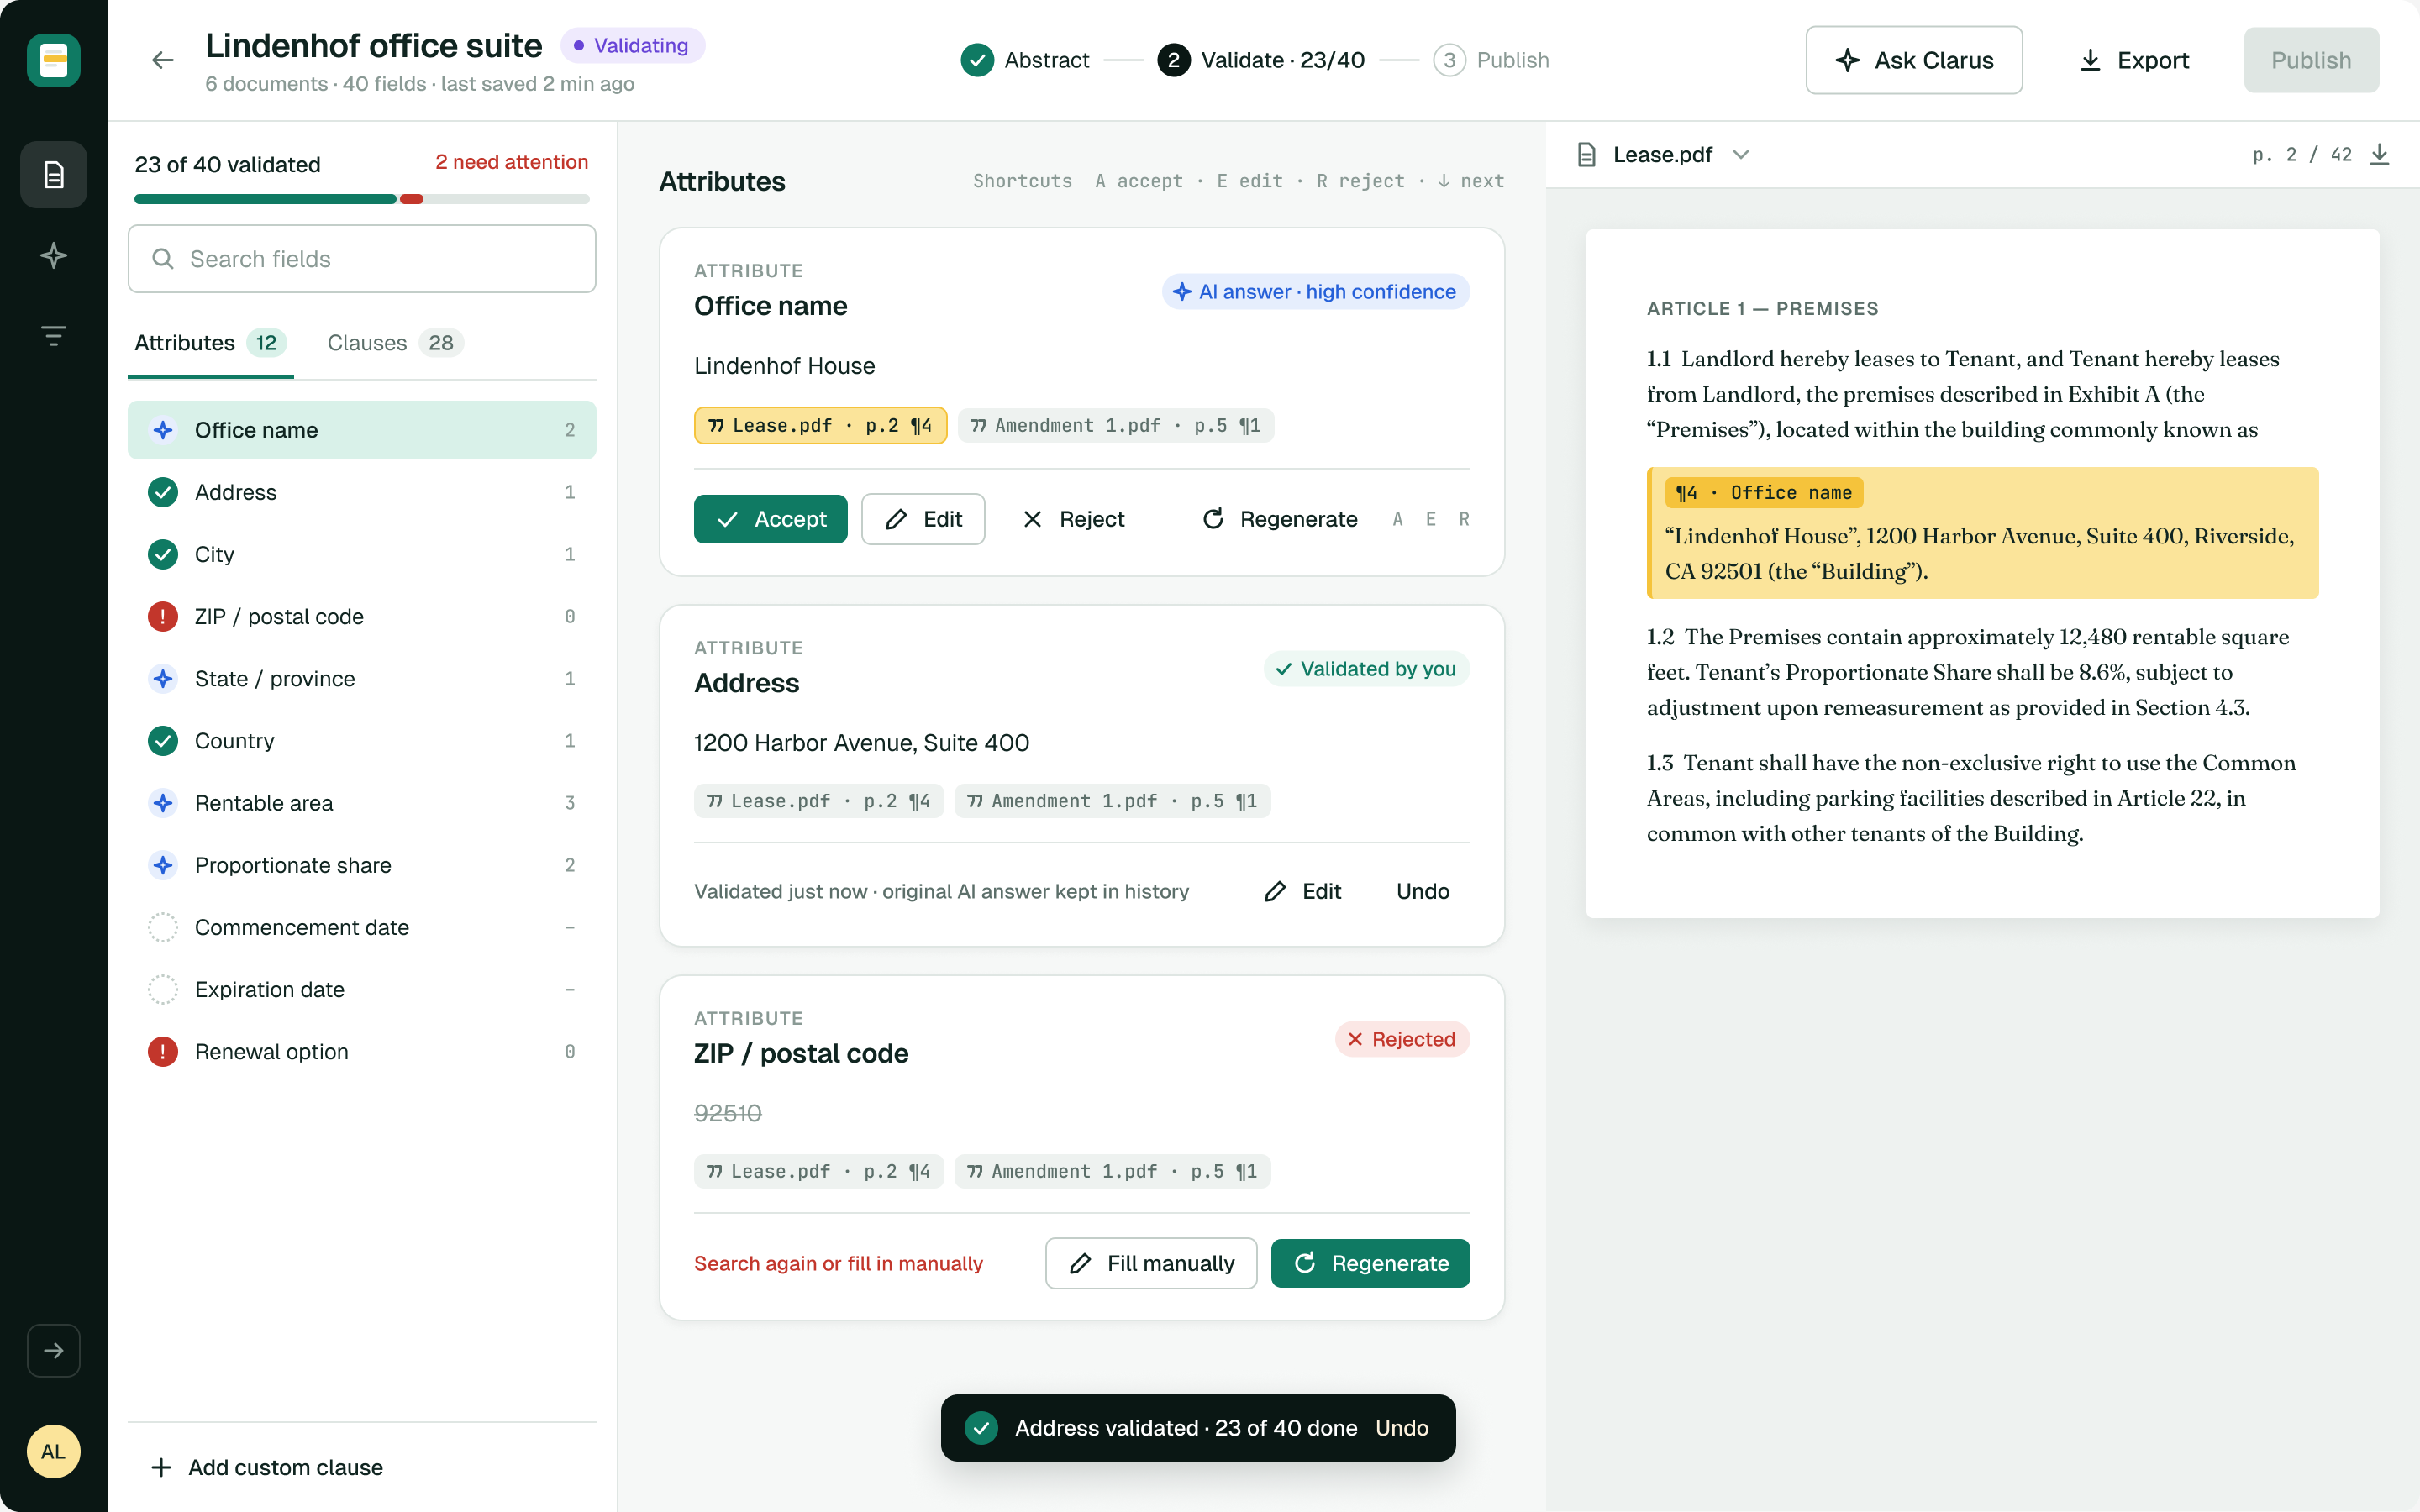 Lindenhof office suite
Validating
6 documents · 40 fields · last saved 2 min ago
Abstract
2 Validate · 23/40
3 Publish
Ask Clarus
Export
Publish
23 of 40 validated
2 need attention
Search fields
Attributes 12
Clauses 28
Office name 2
Address 1
City 1
! ZIP / postal code 0
State / province 1
Country 1
Rentable area 3
Proportionate share 2
Commencement date –
Expiration date –
! Renewal option 0
Add custom clause
AL
Attributes
Shortcuts A accept · E edit · R reject · ↓ next
ATTRIBUTE
Office name
AI answer · high confidence
Lindenhof House
Lease.pdf · p.2 ¶4
Amendment 1.pdf · p.5 ¶1
Accept
Edit
Reject
Regenerate
A E R
ATTRIBUTE
Address
Validated by you
1200 Harbor Avenue, Suite 400
Lease.pdf · p.2 ¶4
Amendment 1.pdf · p.5 ¶1
Validated just now · original AI answer kept in history
Edit
Undo
ATTRIBUTE
ZIP / postal code
Rejected
92510
Lease.pdf · p.2 ¶4
Amendment 1.pdf · p.5 ¶1
Search again or fill in manually
Fill manually
Regenerate
Address validated · 23 of 40 done Undo
Lease.pdf
p. 2 / 42
ARTICLE 1 — PREMISES
1.1 Landlord hereby leases to Tenant, and Tenant hereby leases
from Landlord, the premises described in Exhibit A (the
“Premises”), located within the building commonly known as
¶4 · Office name
“Lindenhof House”, 1200 Harbor Avenue, Suite 400, Riverside,
CA 92501 (the “Building”).
1.2 The Premises contain approximately 12,480 rentable square
feet. Tenant’s Proportionate Share shall be 8.6%, subject to
adjustment upon remeasurement as provided in Section 4.3.
1.3 Tenant shall have the non-exclusive right to use the Common
Areas, including parking facilities described in Article 22, in
common with other tenants of the Building.